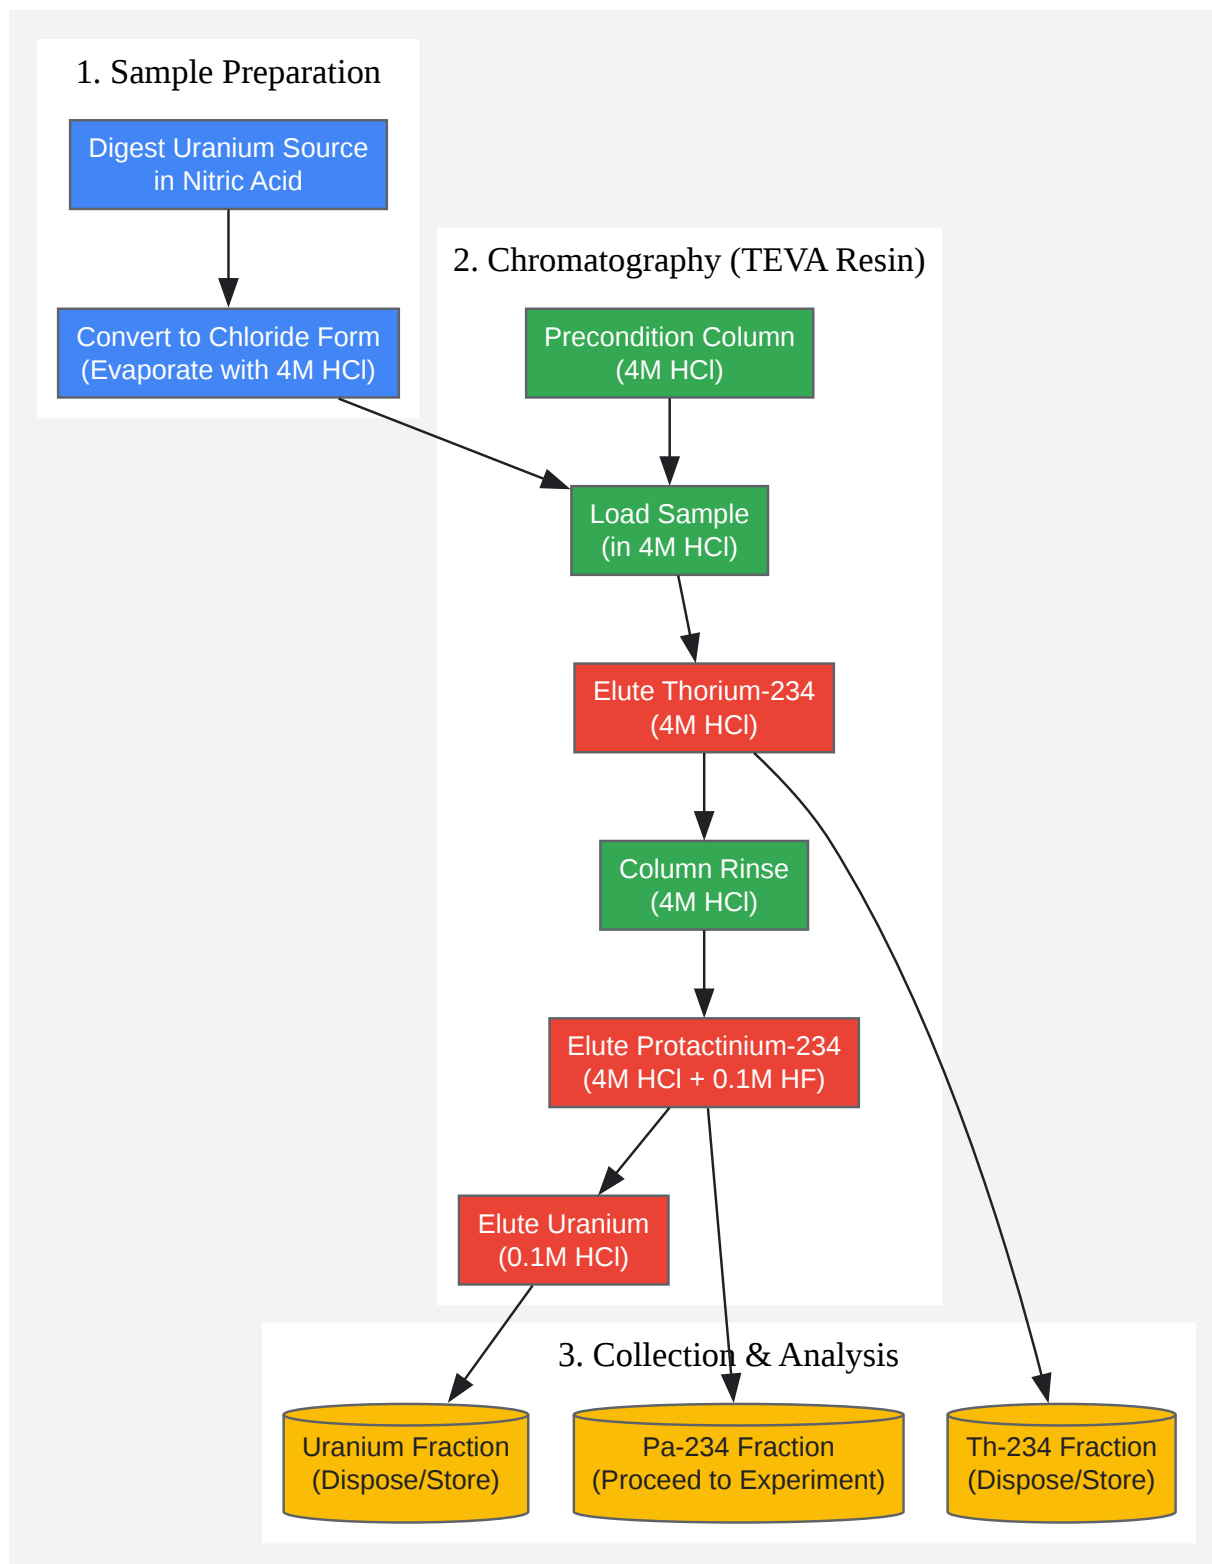 1. Sample Preparation
Digest Uranium Source
in Nitric Acid
Convert to Chloride Form
(Evaporate with 4M HCl)
2. Chromatography (TEVA Resin)
Precondition Column
(4M HCl)
Load Sample
(in 4M HCl)
Elute Thorium-234
(4M HCl)
Column Rinse
(4M HCl)
Elute Protactinium-234
(4M HCl + 0.1M HF)
Elute Uranium
(0.1M HCl)
3. Collection & Analysis
Uranium Fraction
(Dispose/Store)
Pa-234 Fraction
(Proceed to Experiment)
Th-234 Fraction
(Dispose/Store)